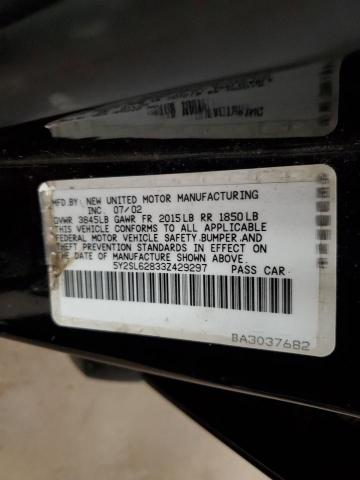 MFD.BY: NEW UNITED MOTOR MANUFACTURING
INC. 07/02
GVWR 3845LB GAWR FR 2015LB RR 1850LB
THIS VEHICLE CONFORMS TO ALL APPLICABLE
FEDERAL MOTOR VEHICLE SAFETY,BUMPER,AND
THEFT PREVENTION STANDARDS IN EFFECT ON
THE DATE OF MANUFACTURE SHOWN ABOVE.
5Y2SL62833Z429297 PASS CAR
BA3037682